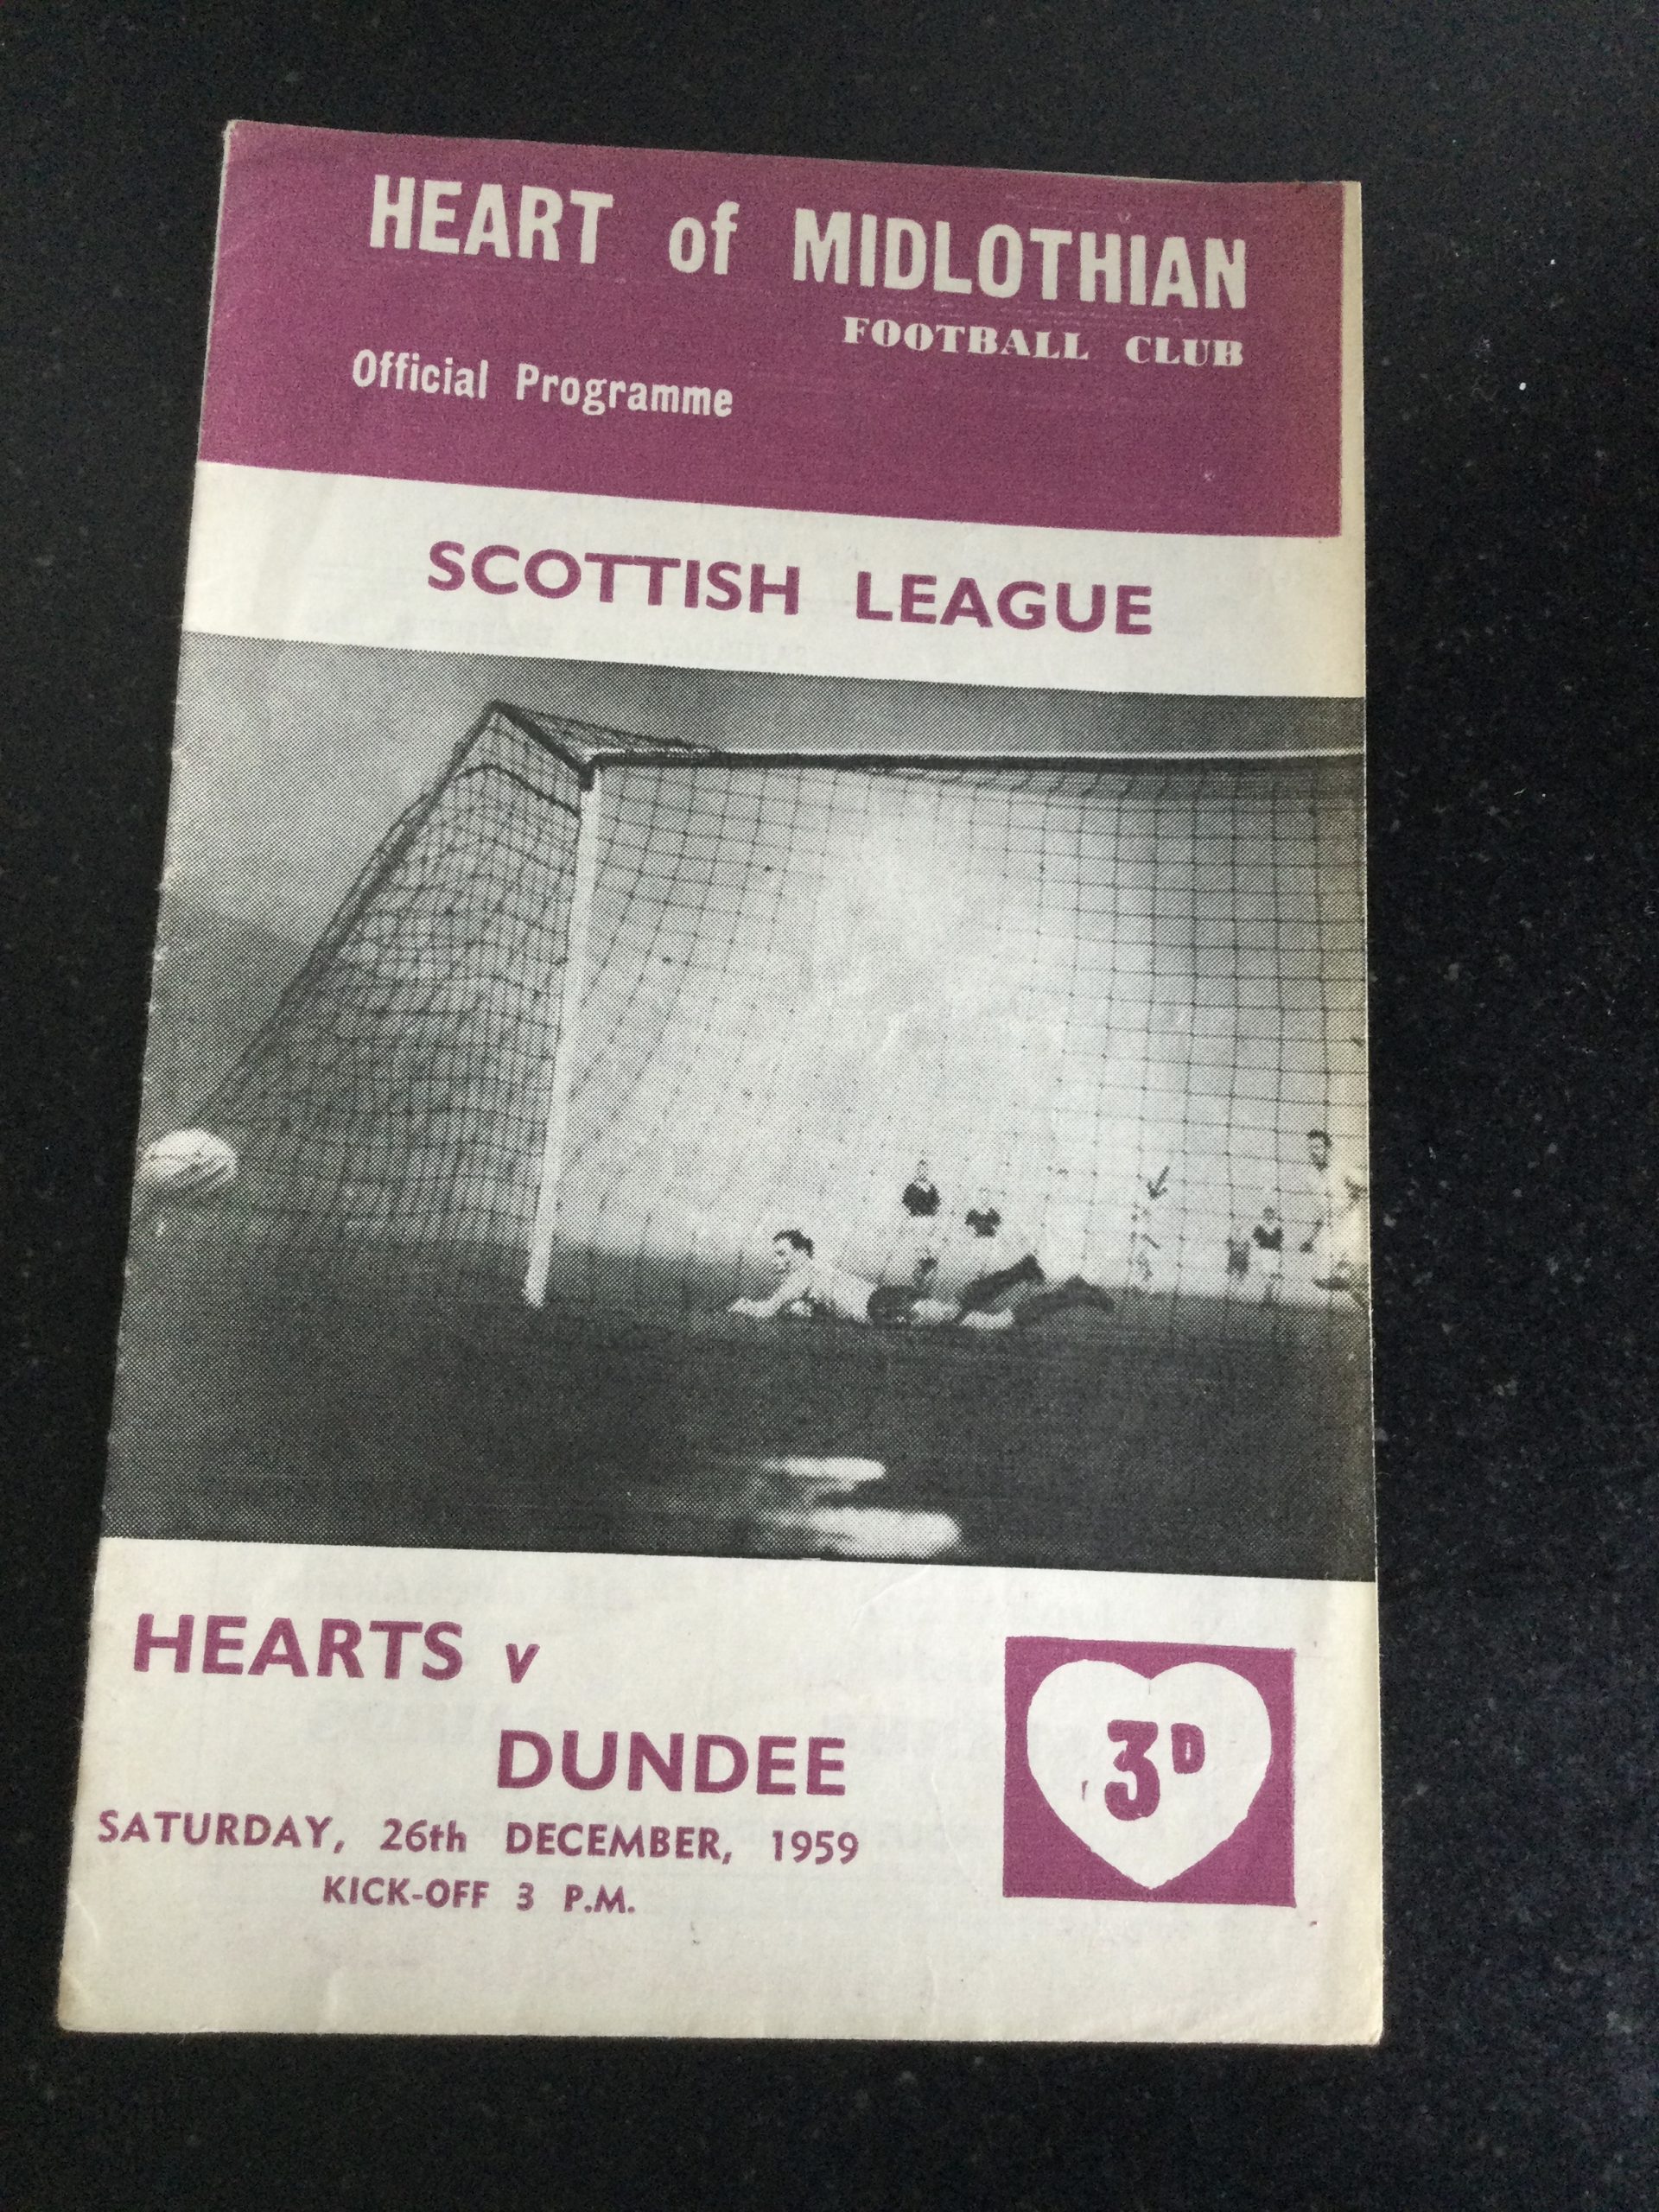 HEART of MIDLOTHIAN
FOOTBALL CLUB
Official Programme
SCOTTISH LEAGUE
HEARTS v
DUNDEE
SATURDAY, 26th DECEMBER, 1959
KICK-OFF 3 P.M.
3D